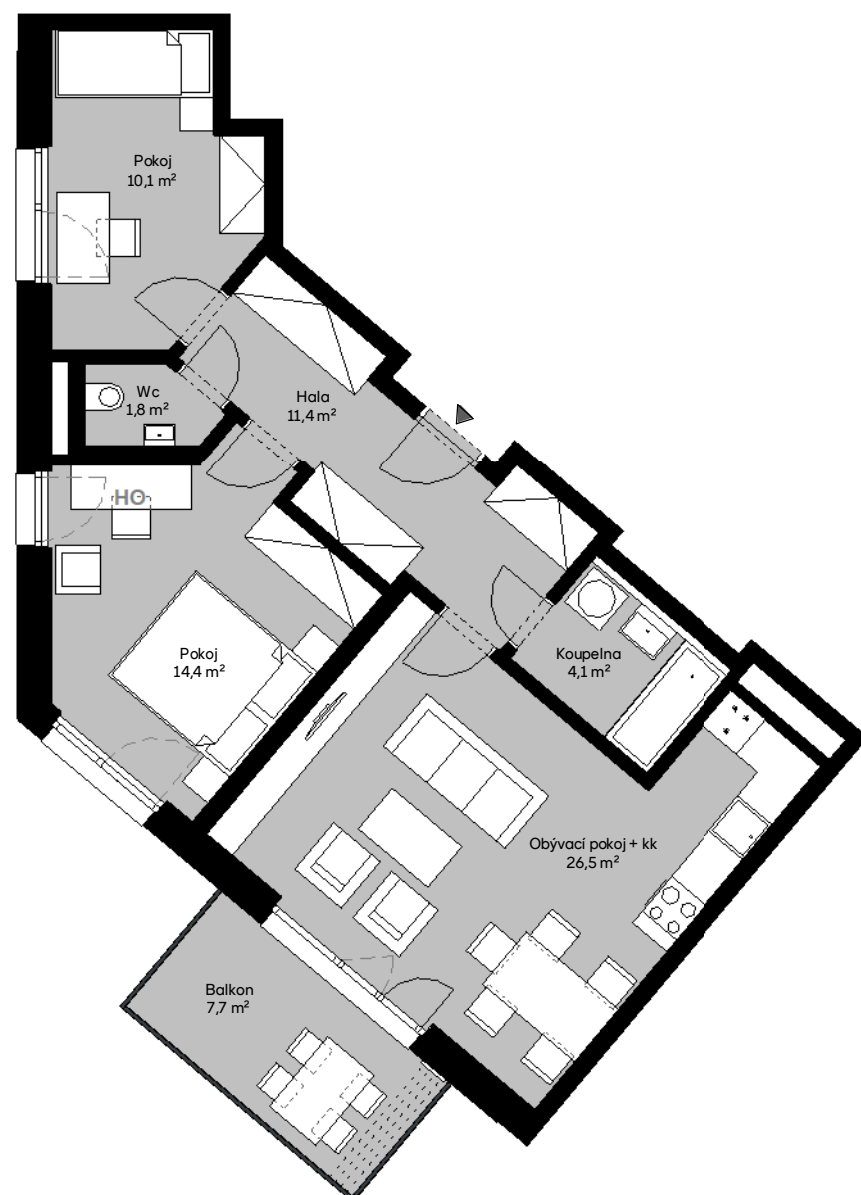 Pokoj
10,1 m²
Wc
1,8 m²
Hala
11,4 m²
HO
Pokoj
14,4 m²
Koupelna
4,1 m²
Obývací pokoj + kk
26,5 m²
Balkon
7,7 m²